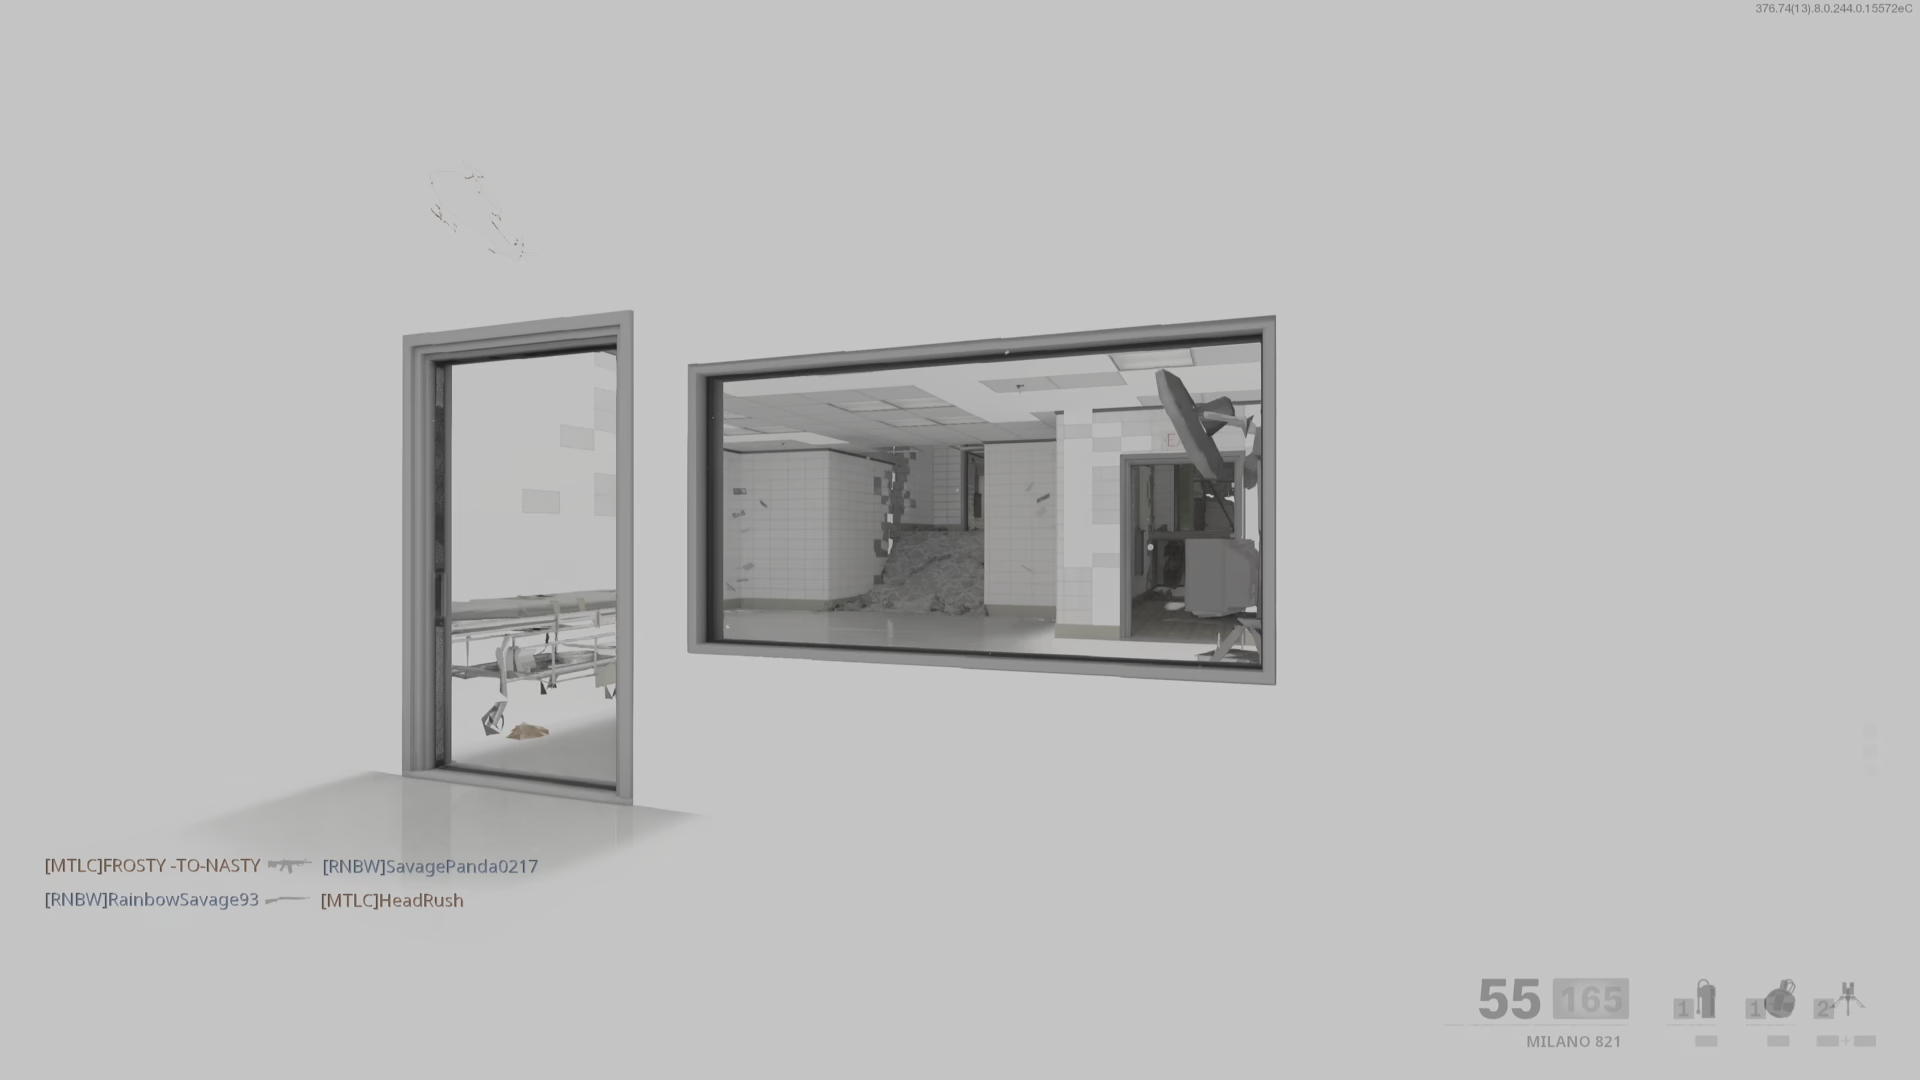 376.74(13).8.0.244.0.15572eC
[MTLC]FROSTY -TO-NASTY [RNBW]SavagePanda0217
[RNBW]RainbowSavage93 [MTLC]HeadRush
55 165 1 1 2
MILANO 821